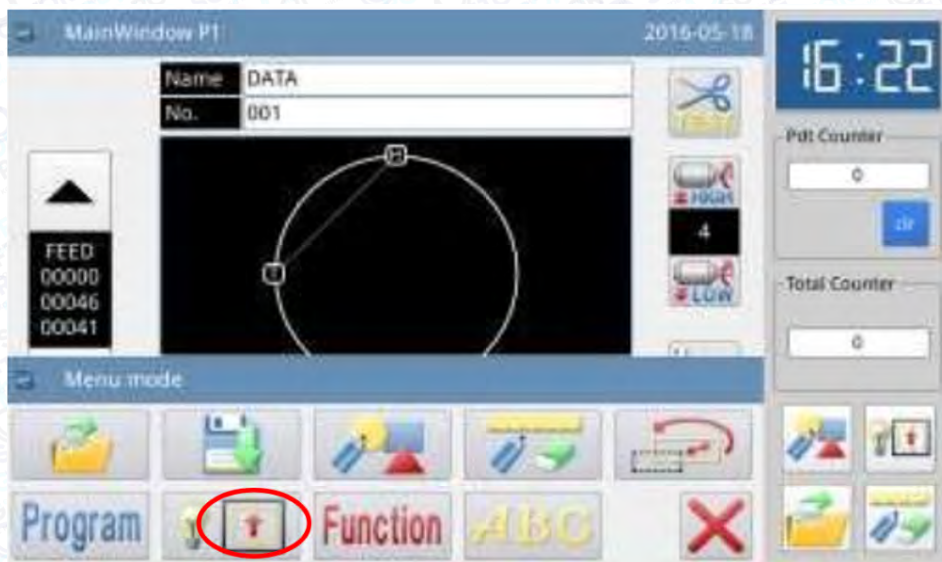 MainWindow P1
2016-05-18
16:22
Name DATA
No. 001
HIGH
4
LOW
FEED
00000
00046
00041
Pdt Counter
0
clr
Total Counter
0
Menu mode
Program
Function
ABC